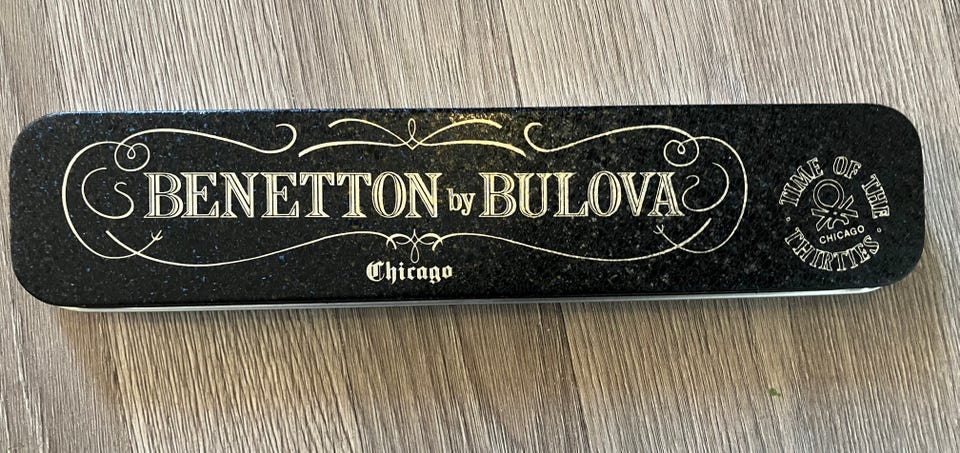 BENETTON by BULOVA
Chicago
TIME OF THE
CHICAGO
THIRTIES